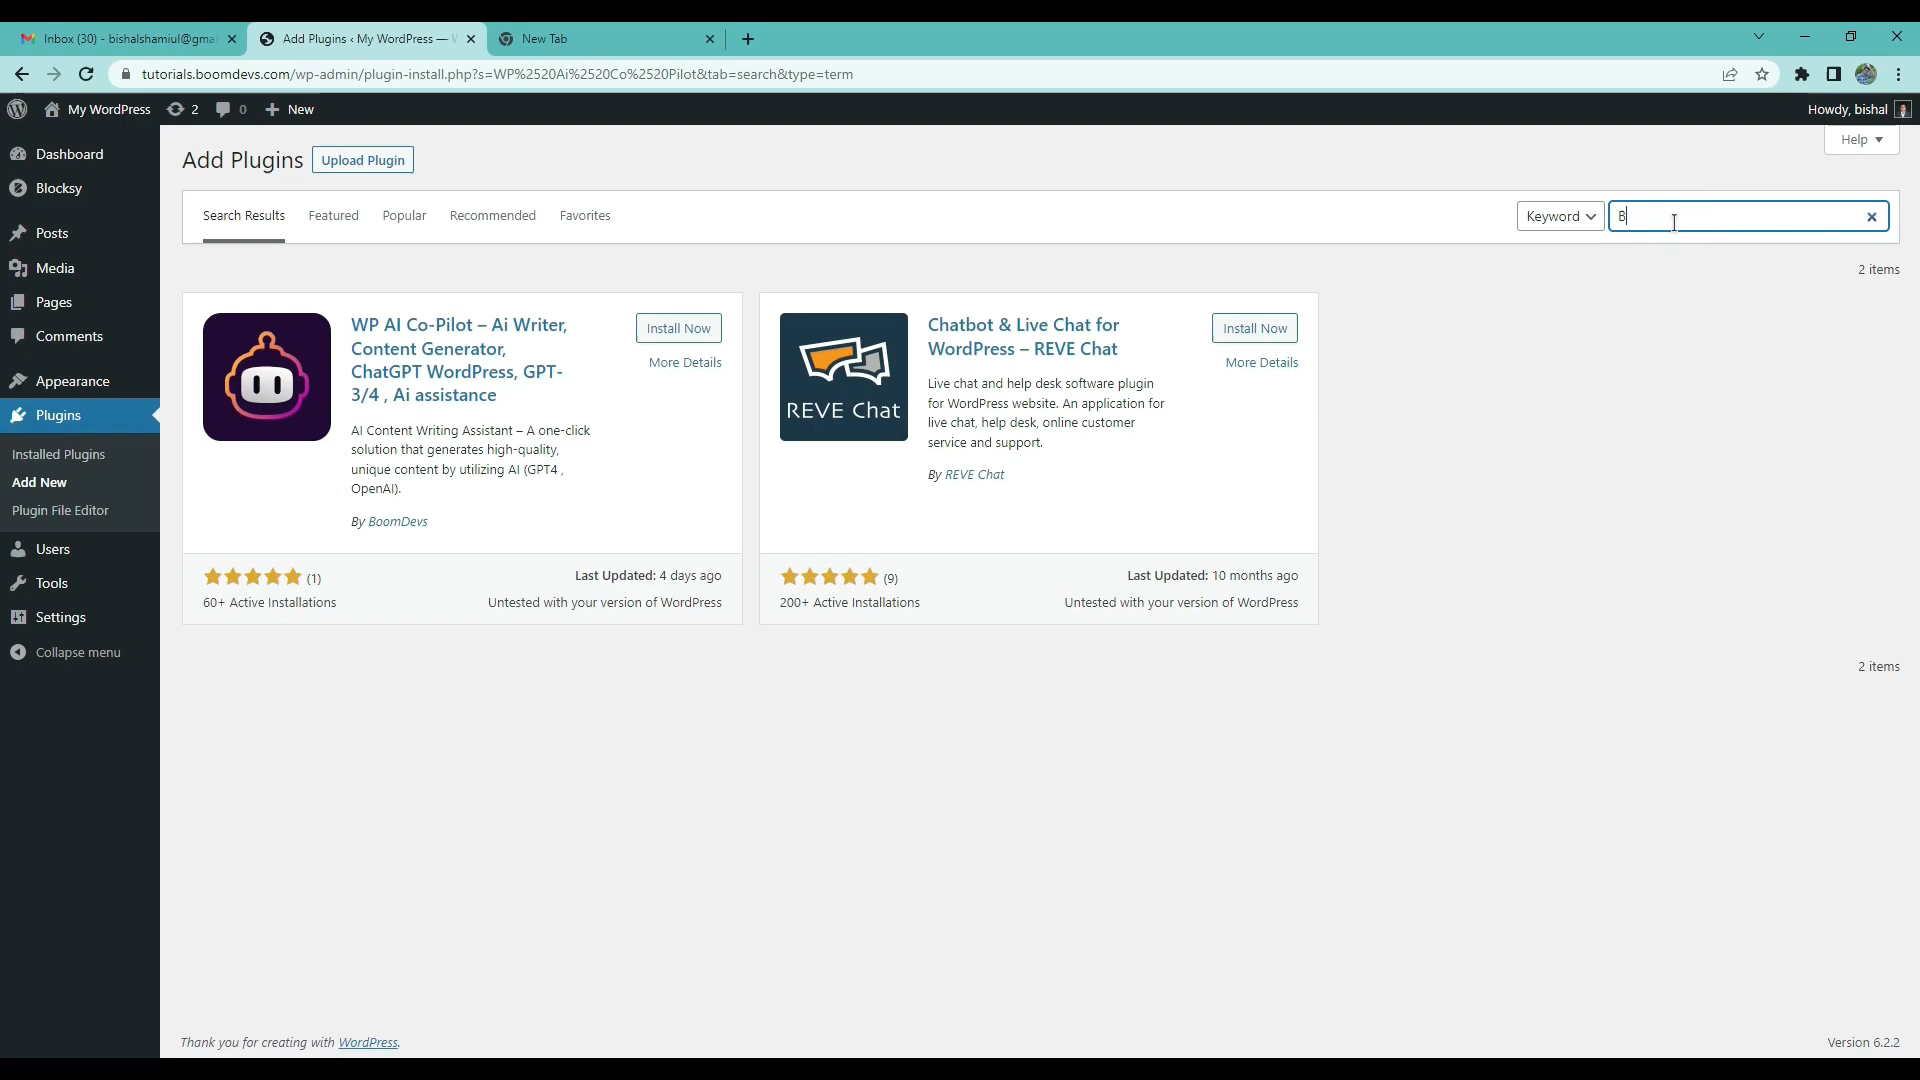 Inbox (30) - bishalshamiul@gma
Add Plugins ‹ My WordPress — W
New Tab
tutorials.boomdevs.com/wp-admin/plugin-install.php?s=WP%2520Ai%2520Co%2520Pilot&tab=search&type=term
My WordPress
2
0
New
Howdy, bishal
Dashboard
Blocksy
Posts
Media
Pages
Comments
Appearance
Plugins
Installed Plugins
Add New
Plugin File Editor
Users
Tools
Settings
Collapse menu
Help
Add Plugins
Upload Plugin
Search Results
Featured
Popular
Recommended
Favorites
Keyword
B
2 items
WP AI Co-Pilot – Ai Writer,
Content Generator,
ChatGPT WordPress, GPT-
3/4 , Ai assistance
Install Now
More Details
AI Content Writing Assistant – A one-click
solution that generates high-quality,
unique content by utilizing AI (GPT4 ,
OpenAI).
By BoomDevs
(1)
60+ Active Installations
Last Updated: 4 days ago
Untested with your version of WordPress
REVE Chat
Chatbot & Live Chat for
WordPress – REVE Chat
Install Now
More Details
Live chat and help desk software plugin
for WordPress website. An application for
live chat, help desk, online customer
service and support.
By REVE Chat
(9)
200+ Active Installations
Last Updated: 10 months ago
Untested with your version of WordPress
2 items
Thank you for creating with WordPress.
Version 6.2.2